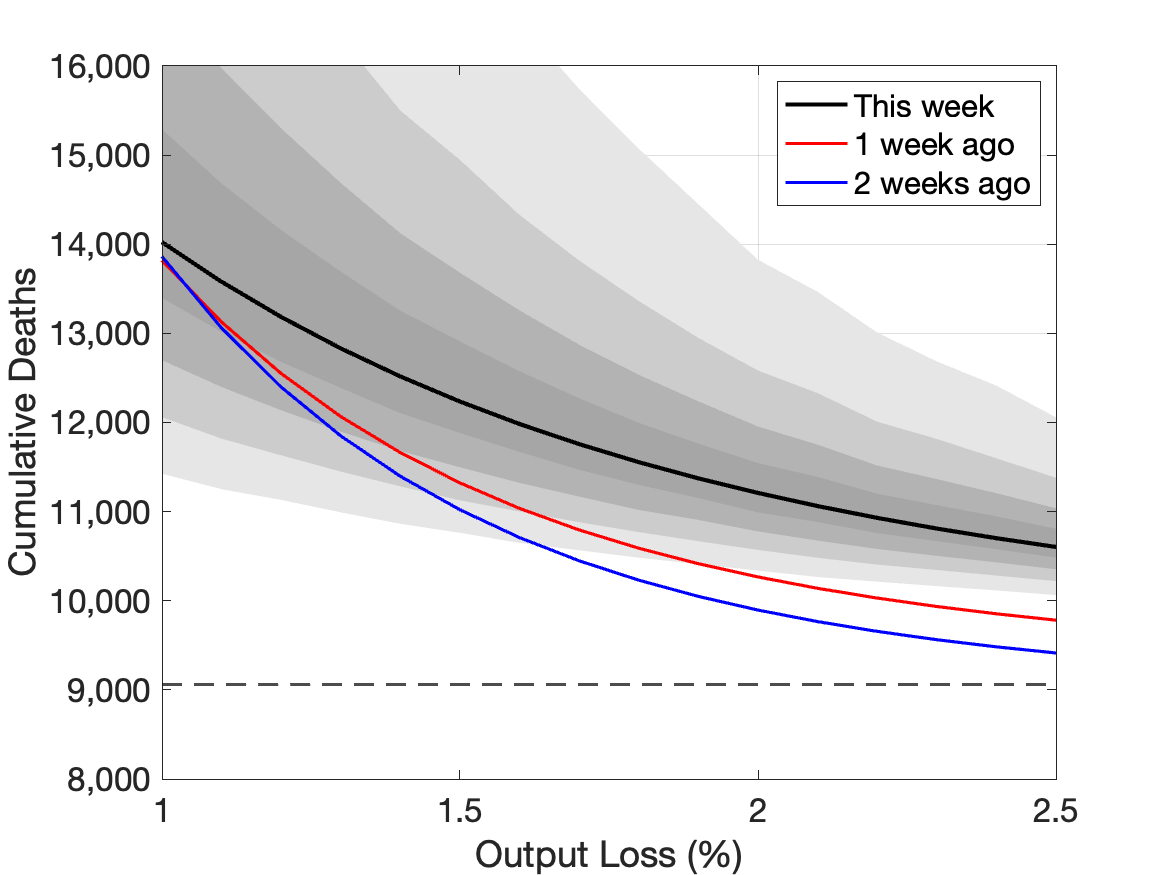 16,000
15,000
14,000
13,000
12,000
11,000
10,000
9,000
8,000
Cumulative Deaths
This week
1 week ago
2 weeks ago
1
1.5
2
2.5
Output Loss (%)